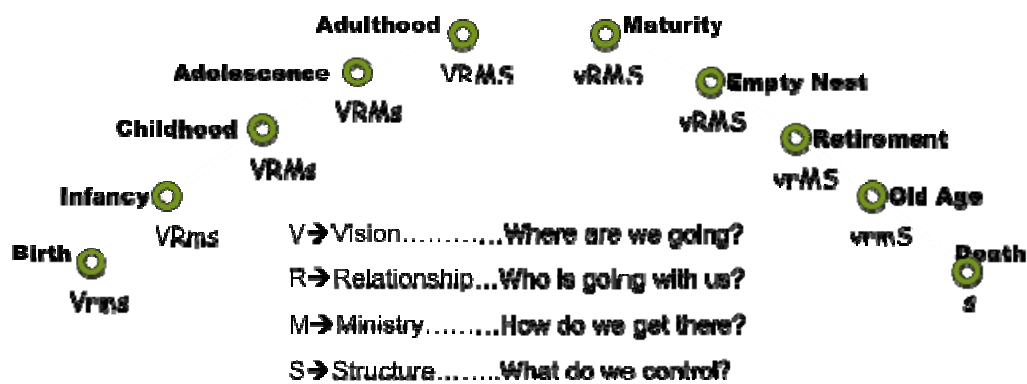 Adulthood
VRMS
Maturity
vRMS
Adolescence
VRMs
Empty Nest
vRMS
Childhood
VRMs
Retirement
vrMS
Infancy
VRms
Old Age
vrmS
Birth
Vrms
Death
s
V➔Vision............Where are we going?
R➔Relationship...Who is going with us?
M➔Ministry..........How do we get there?
S➔Structure........What do we control?